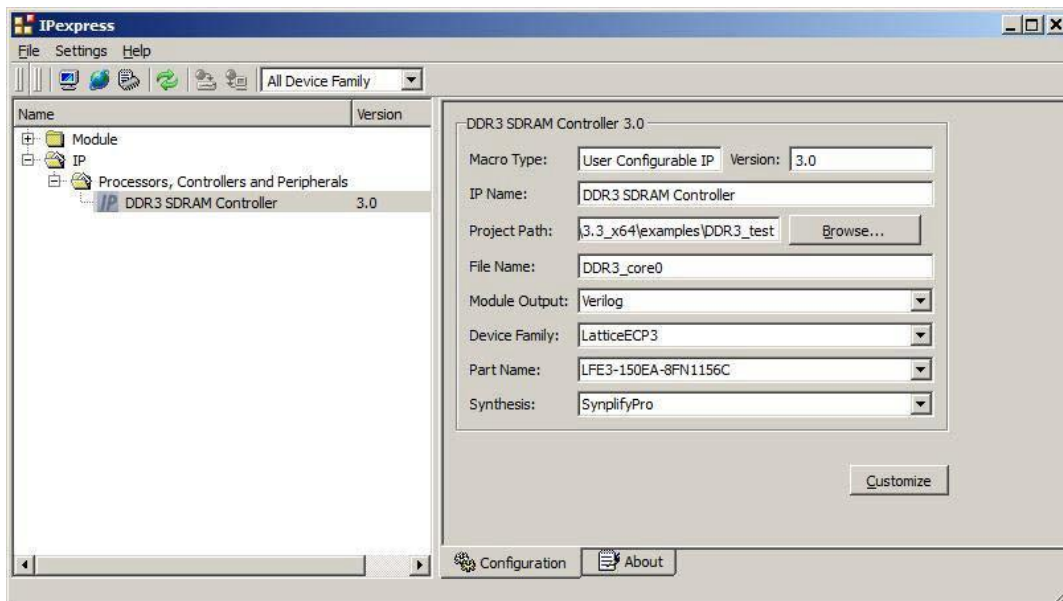 IPexpress
File Settings Help
All Device Family
Name Version
Module
IP
Processors, Controllers and Peripherals
IP DDR3 SDRAM Controller 3.0
DDR3 SDRAM Controller 3.0
Macro Type: User Configurable IP Version: 3.0
IP Name: DDR3 SDRAM Controller
Project Path: \3.3_x64\examples\DDR3_test Browse...
File Name: DDR3_core0
Module Output: Verilog
Device Family: LatticeECP3
Part Name: LFE3-150EA-8FN1156C
Synthesis: SynplifyPro
Customize
Configuration About